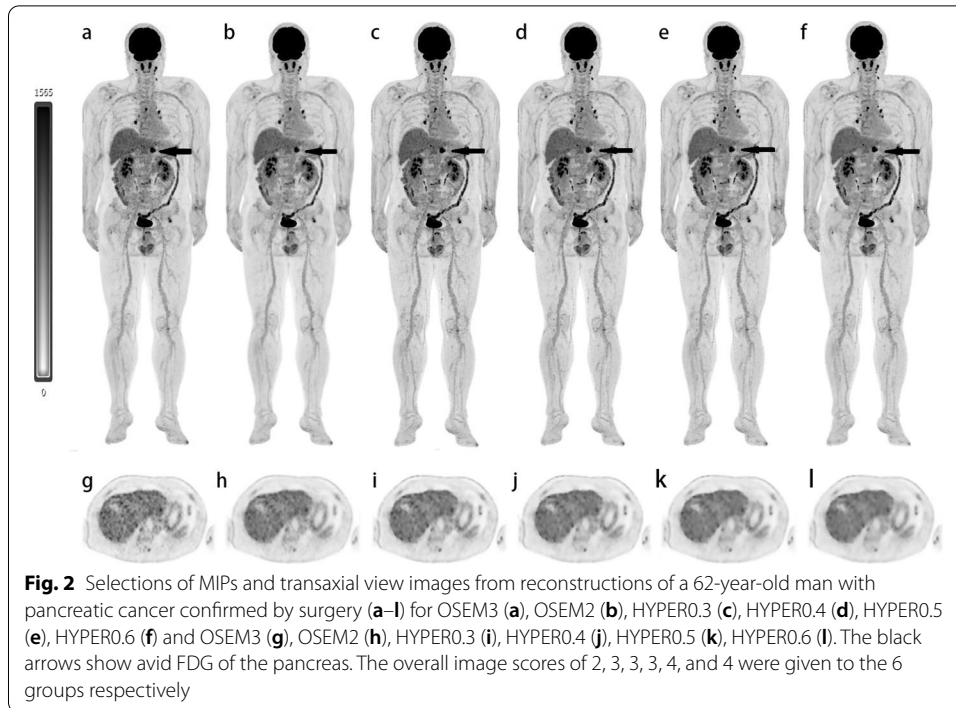 a b c d e f
1565
0
g h i j k l
Fig. 2 Selections of MIPs and transaxial view images from reconstructions of a 62-year-old man with
pancreatic cancer confirmed by surgery (a–l) for OSEM3 (a), OSEM2 (b), HYPER0.3 (c), HYPER0.4 (d), HYPER0.5
(e), HYPER0.6 (f) and OSEM3 (g), OSEM2 (h), HYPER0.3 (i), HYPER0.4 (j), HYPER0.5 (k), HYPER0.6 (l). The black
arrows show avid FDG of the pancreas. The overall image scores of 2, 3, 3, 3, 4, and 4 were given to the 6
groups respectively